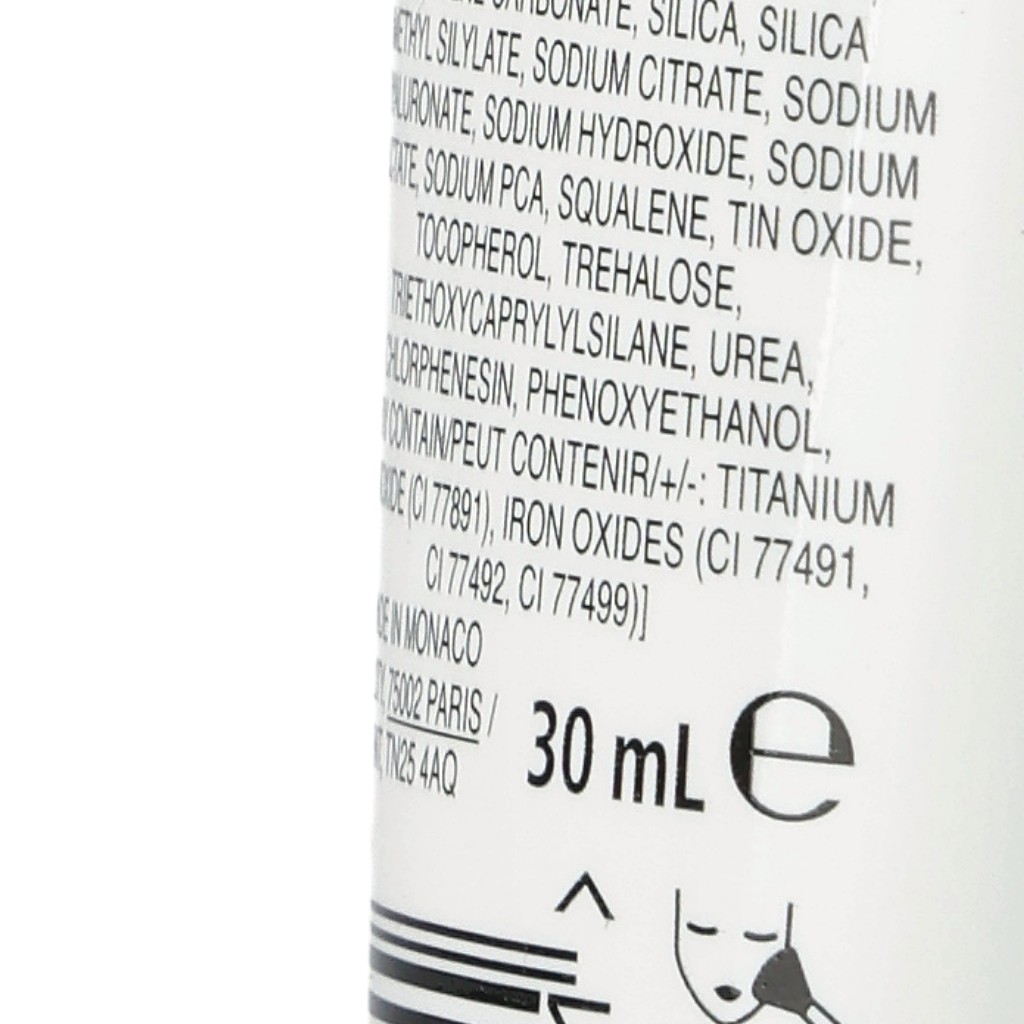 CARBONATE, SILICA, SILICA
SILYLATE, SODIUM CITRATE, SODIUM
SODIUM HYDROXIDE, SODIUM
SODIUM PCA, SQUALENE, TIN OXIDE,
TOCOPHEROL, TREHALOSE,
TRIETHOXYCAPRYLYLSILANE, UREA,
CHLORPHENESIN, PHENOXYETHANOL,
CONTAIN/PEUT CONTENIR/+/-: TITANIUM
(CI 77891), IRON OXIDES (CI 77491,
CI 77492, CI 77499)]
IN MONACO
75002 PARIS /
TN25 4AQ
30 mL e